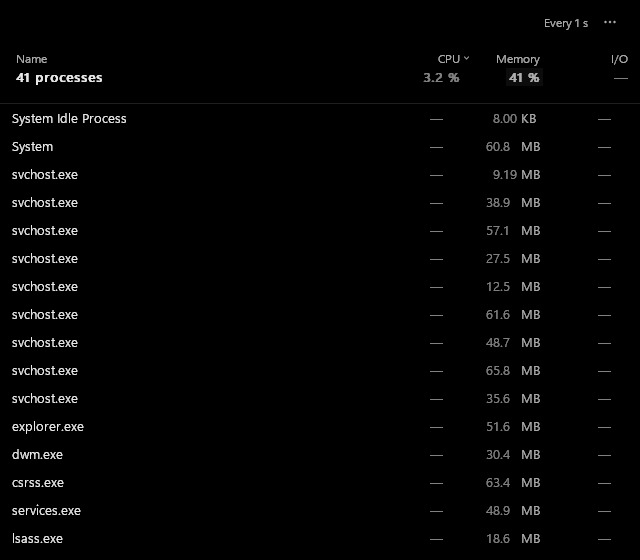 Every 1 s ···
Name CPU Memory I/O
41 processes 3.2 % 41 % —
System Idle Process — 8.00 KB —
System — 60.8 MB —
svchost.exe — 9.19 MB —
svchost.exe — 38.9 MB —
svchost.exe — 57.1 MB —
svchost.exe — 27.5 MB —
svchost.exe — 12.5 MB —
svchost.exe — 61.6 MB —
svchost.exe — 48.7 MB —
svchost.exe — 65.8 MB —
svchost.exe — 35.6 MB —
explorer.exe — 51.6 MB —
dwm.exe — 30.4 MB —
csrss.exe — 63.4 MB —
services.exe — 48.9 MB —
lsass.exe — 18.6 MB —